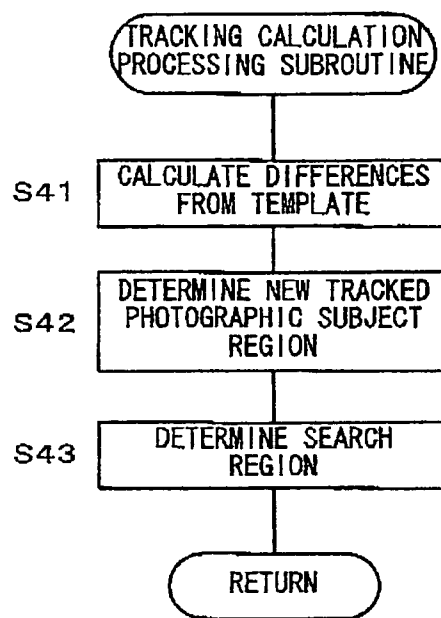 TRACKING CALCULATION
PROCESSING SUBROUTINE
S41
CALCULATE DIFFERENCES
FROM TEMPLATE
S42
DETERMINE NEW TRACKED
PHOTOGRAPHIC SUBJECT
REGION
S43
DETERMINE SEARCH
REGION
RETURN